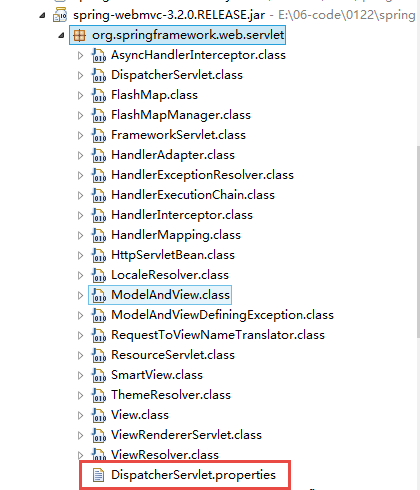 spring-webmvc-3.2.0.RELEASE.jar - E:\06-code\0122\spring
org.springframework.web.servlet
AsyncHandlerInterceptor.class
DispatcherServlet.class
FlashMap.class
FlashMapManager.class
FrameworkServlet.class
HandlerAdapter.class
HandlerExceptionResolver.class
HandlerExecutionChain.class
HandlerInterceptor.class
HandlerMapping.class
HttpServletBean.class
LocaleResolver.class
ModelAndView.class
ModelAndViewDefiningException.class
RequestToViewNameTranslator.class
ResourceServlet.class
SmartView.class
ThemeResolver.class
View.class
ViewRendererServlet.class
ViewResolver.class
DispatcherServlet.properties